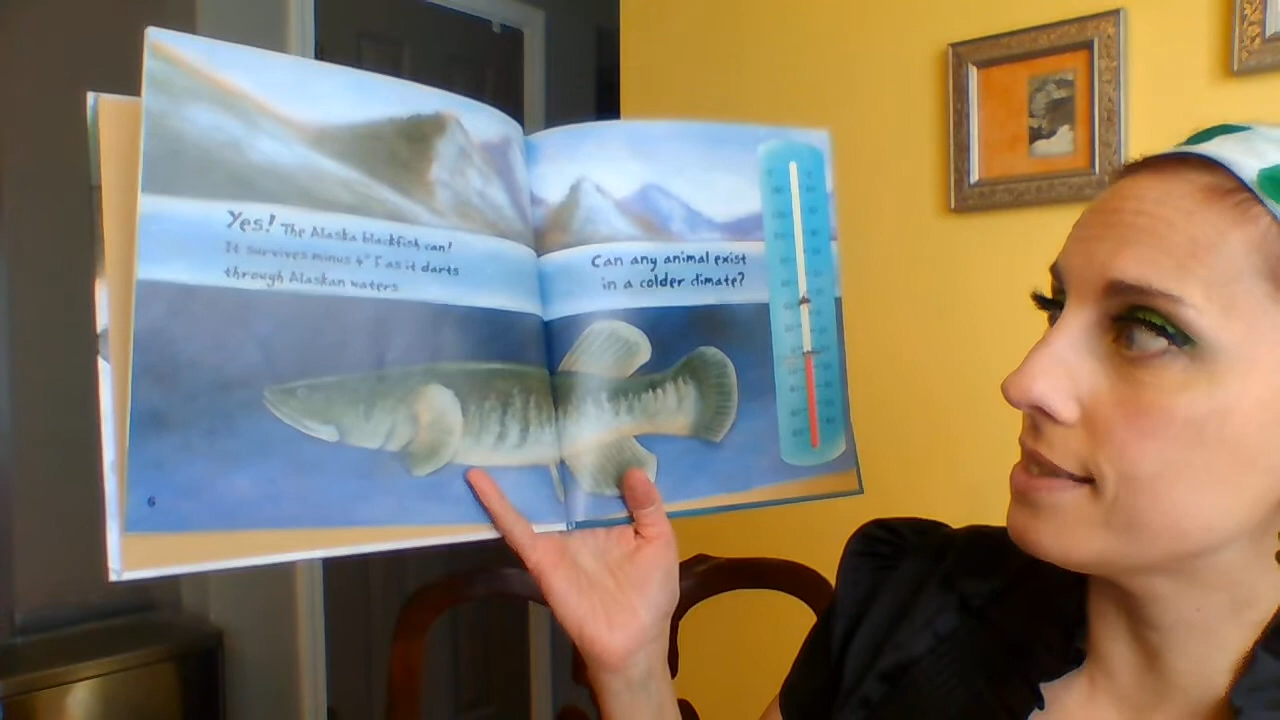 Yes! The Alaska blackfish can!
It survives minus 4° F as it darts
through Alaskan waters
Can any animal exist
in a colder climate?
6